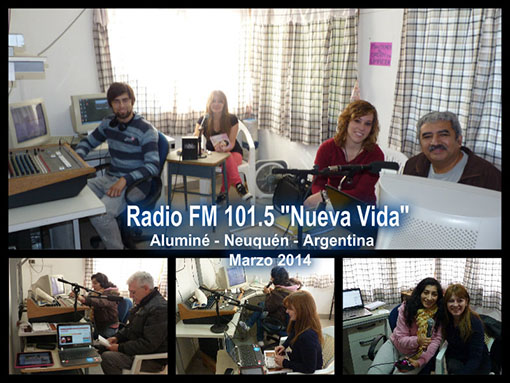 Radio FM 101.5 "Nueva Vida"
Aluminé - Neuquén - Argentina
Marzo 2014